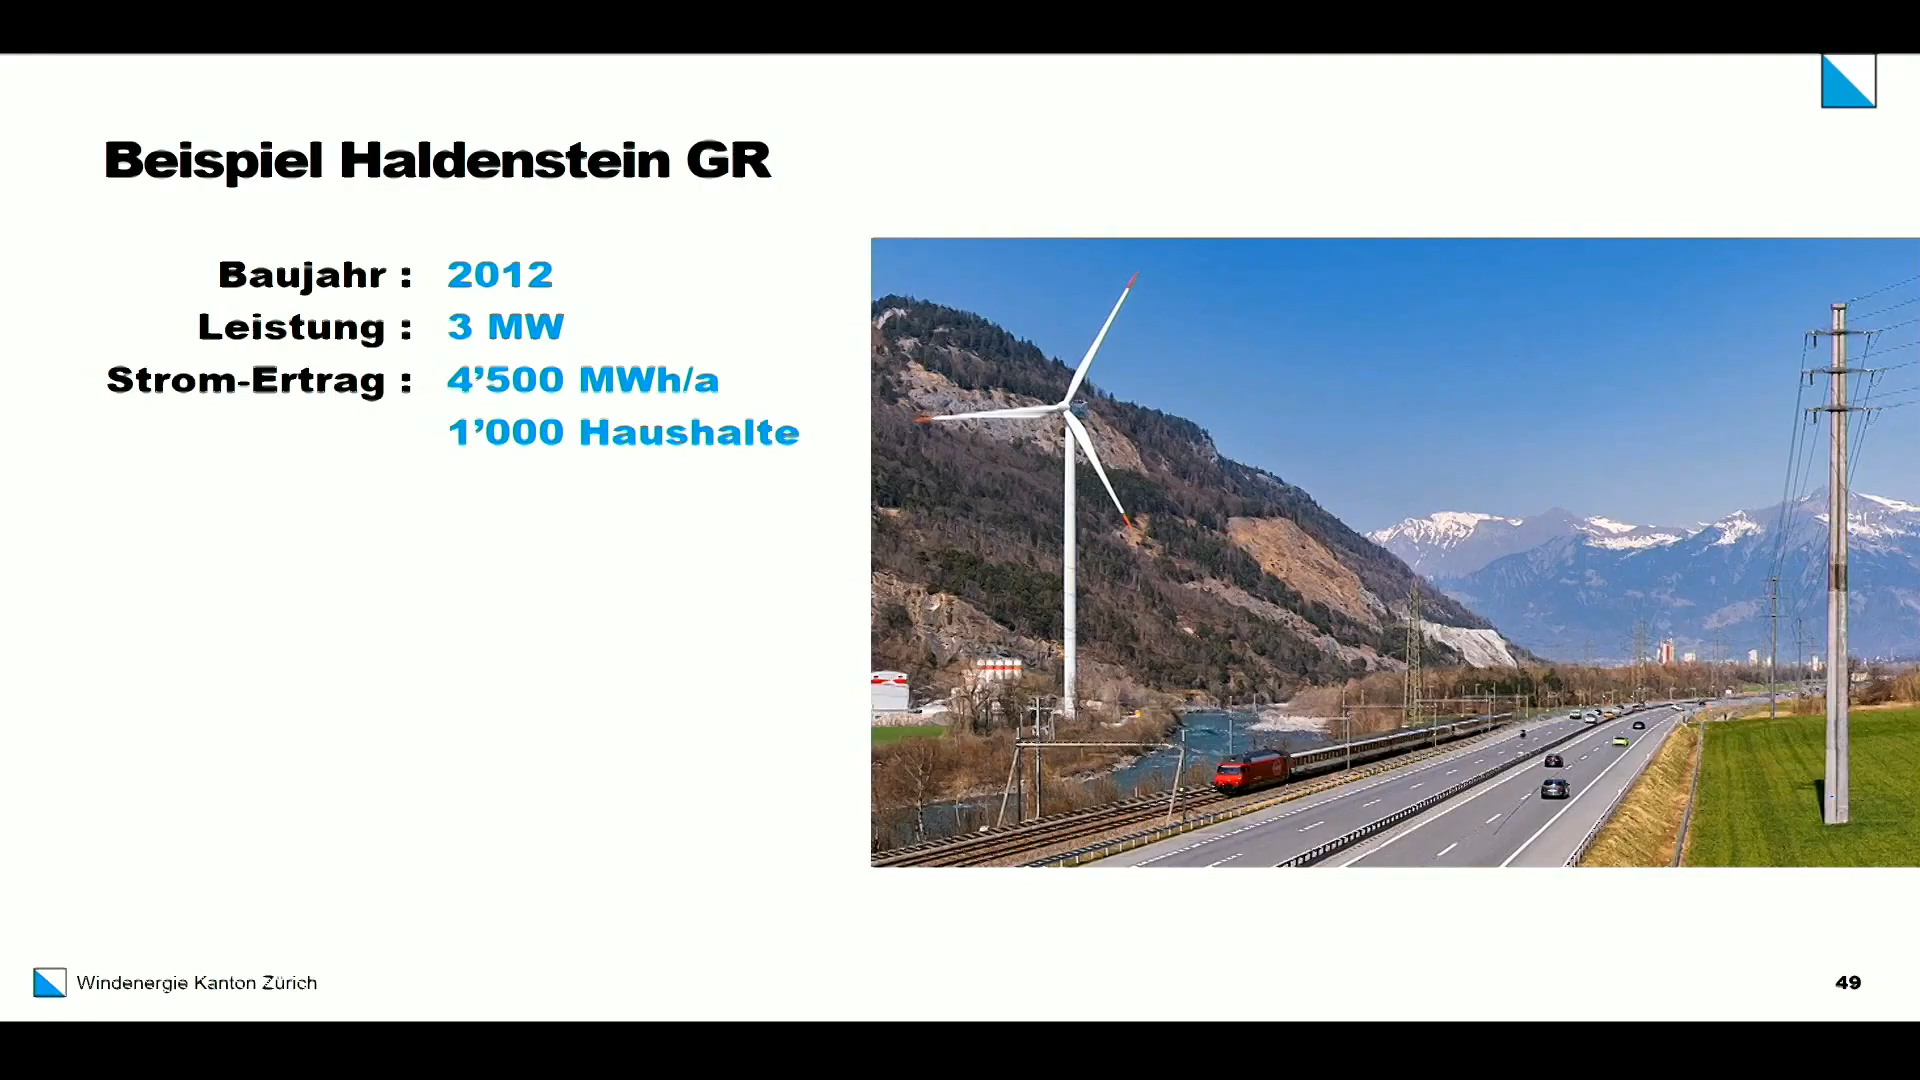 Beispiel Haldenstein GR
Baujahr : 2012
Leistung : 3 MW
Strom-Ertrag : 4’500 MWh/a
1’000 Haushalte
Windenergie Kanton Zürich
49